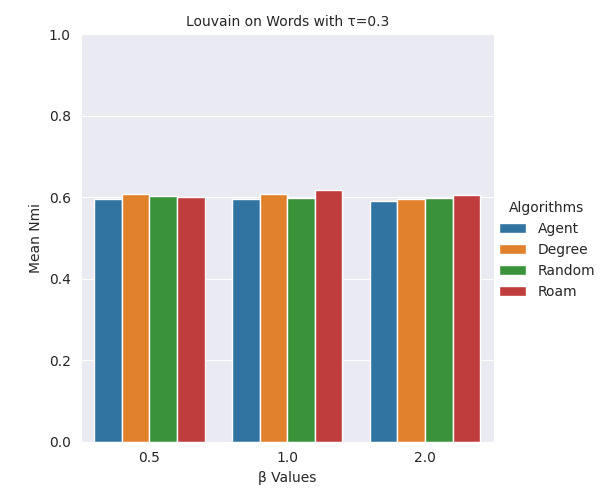 Louvain on Words with τ=0.3
1.0
0.8
0.6
0.4
0.2
0.0
Mean Nmi
0.5 1.0 2.0
β Values
Algorithms
Agent
Degree
Random
Roam